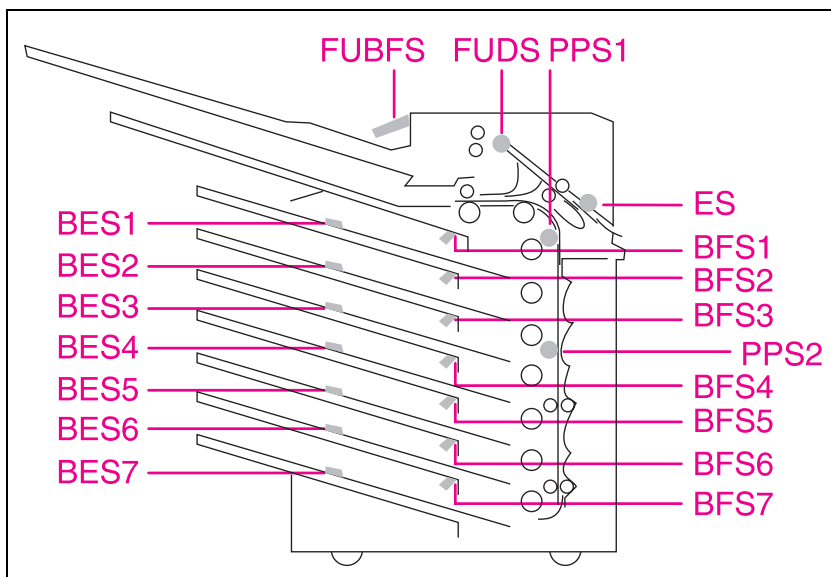 FUBFS FUDS PPS1
ES
BES1
BFS1
BES2
BFS2
BES3
BFS3
BES4
PPS2
BES5
BFS4
BFS5
BES6
BFS6
BES7
BFS7